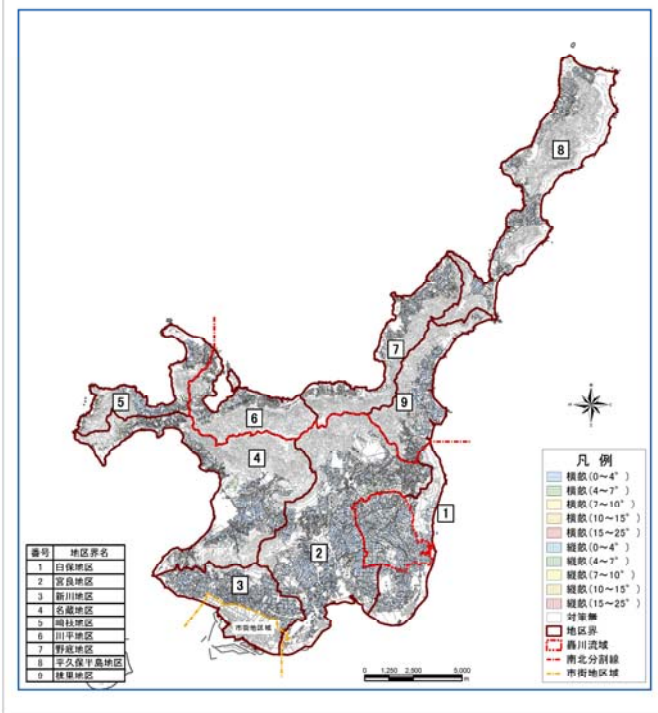 8
7
5
6
9
4
1
2
3
市街地区域
番号 地区界名
1 白保地区
2 宮良地区
3 新川地区
4 名蔵地区
5 崎枝地区
6 川平地区
7 野底地区
8 平久保半島地区
9 桃里地区
凡 例
横畝(0~4°)
横畝(4~7°)
横畝(7~10°)
横畝(10~15°)
横畝(15~25°)
縦畝(0~4°)
縦畝(4~7°)
縦畝(7~10°)
縦畝(10~15°)
縦畝(15~25°)
対策無
地区界
轟川流域
南北分割線
市街地区域
0 1,250 2,500 5,000
m